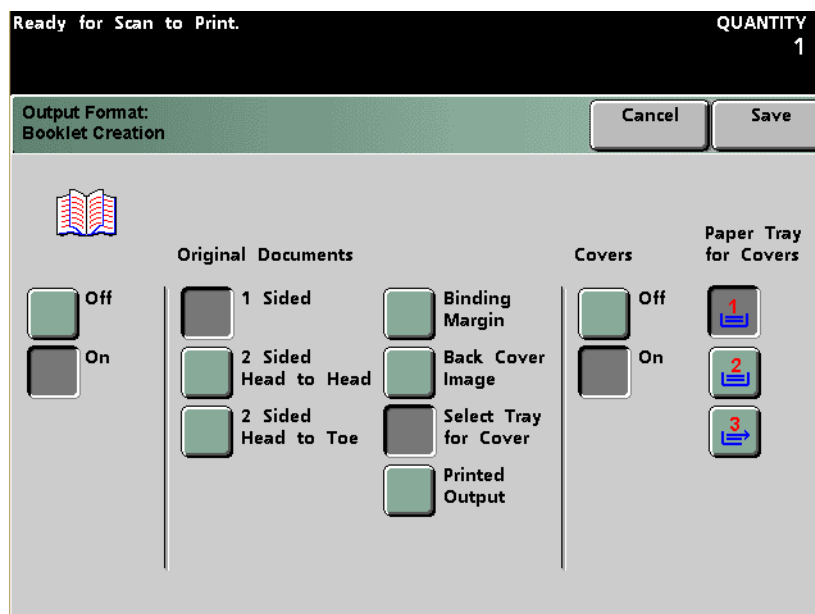 Ready for Scan to Print.
QUANTITY
1
Output Format:
Booklet Creation
Cancel
Save
Original Documents
Covers
Paper Tray
for Covers
Off
On
1 Sided
2 Sided
Head to Head
2 Sided
Head to Toe
Binding
Margin
Back Cover
Image
Select Tray
for Cover
Printed
Output
Off
On
1
2
3